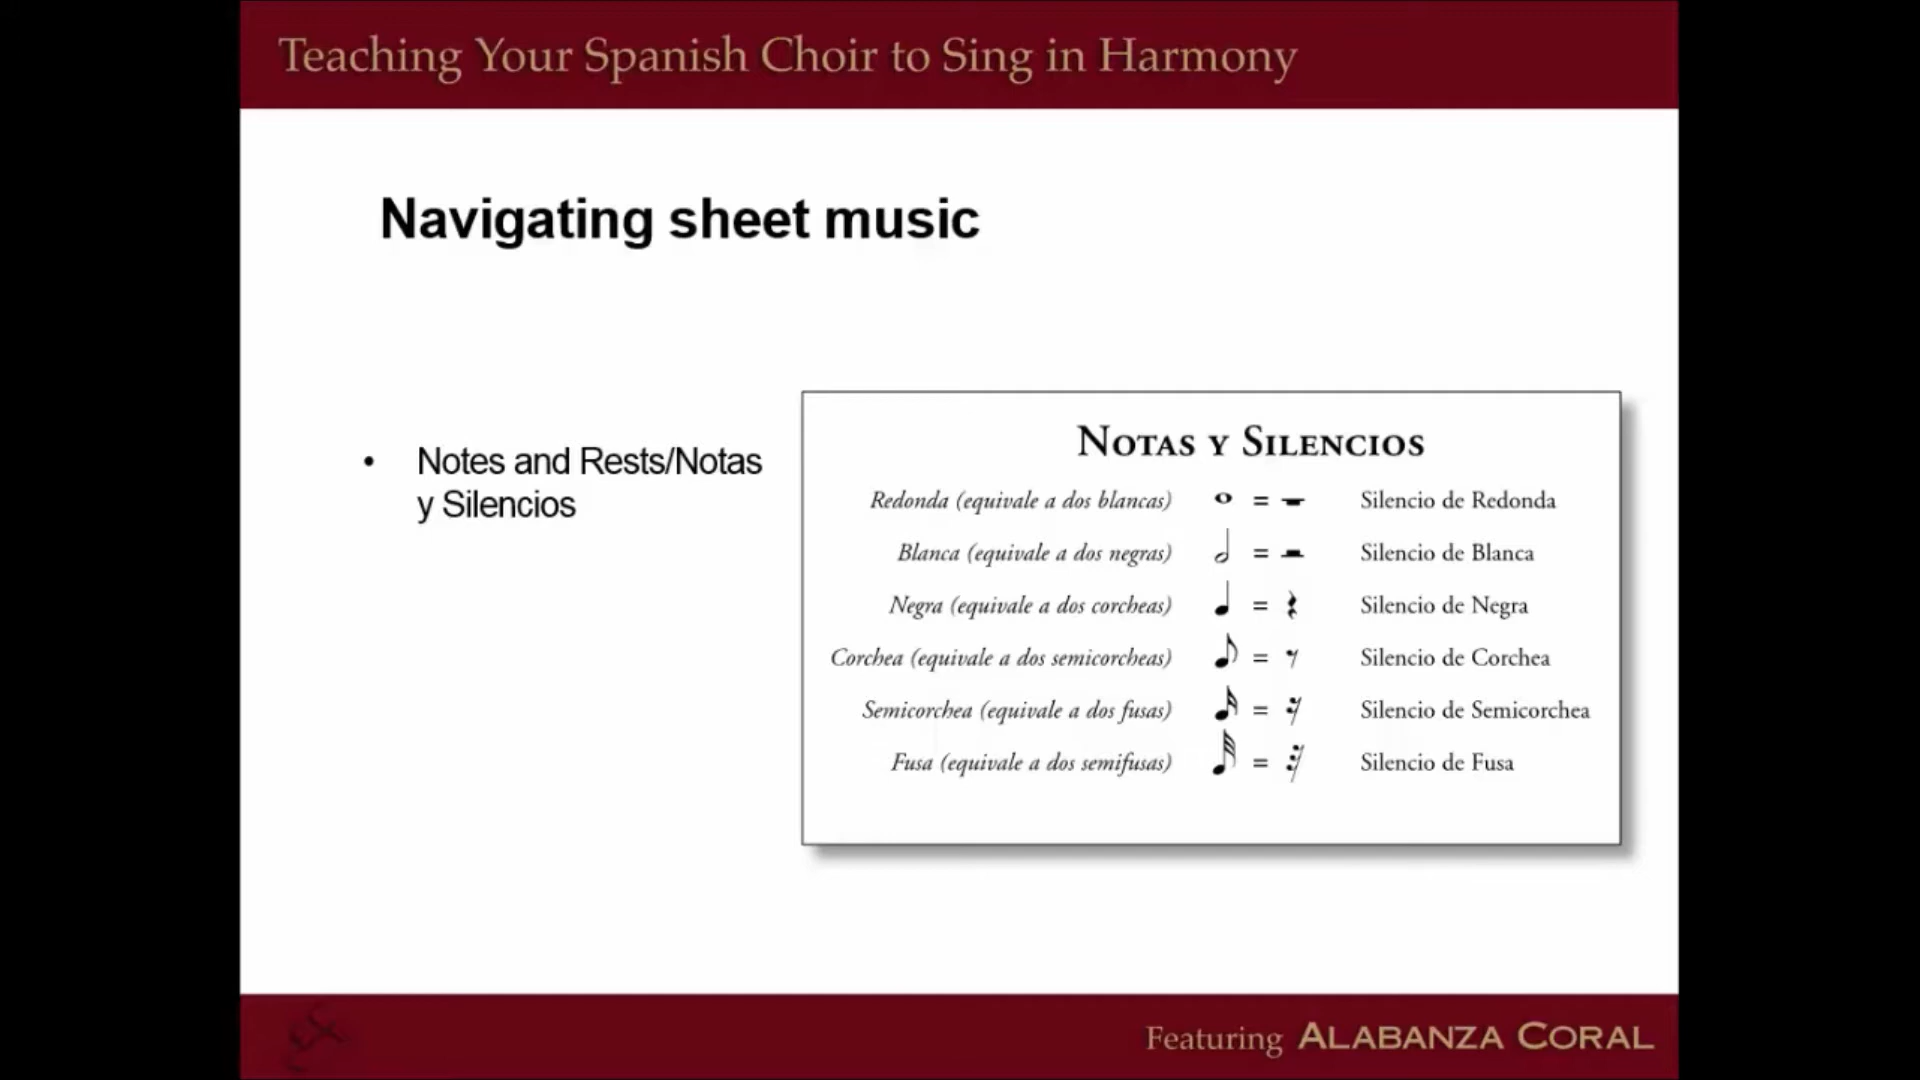 Teaching Your Spanish Choir to Sing in Harmony
Navigating sheet music
• Notes and Rests/Notas
y Silencios
Notas y Silencios
Redonda (equivale a dos blancas) = Silencio de Redonda
Blanca (equivale a dos negras) = Silencio de Blanca
Negra (equivale a dos corcheas) = Silencio de Negra
Corchea (equivale a dos semicorcheas) = Silencio de Corchea
Semicorchea (equivale a dos fusas) = Silencio de Semicorchea
Fusa (equivale a dos semifusas) = Silencio de Fusa
Featuring ALABANZA CORAL